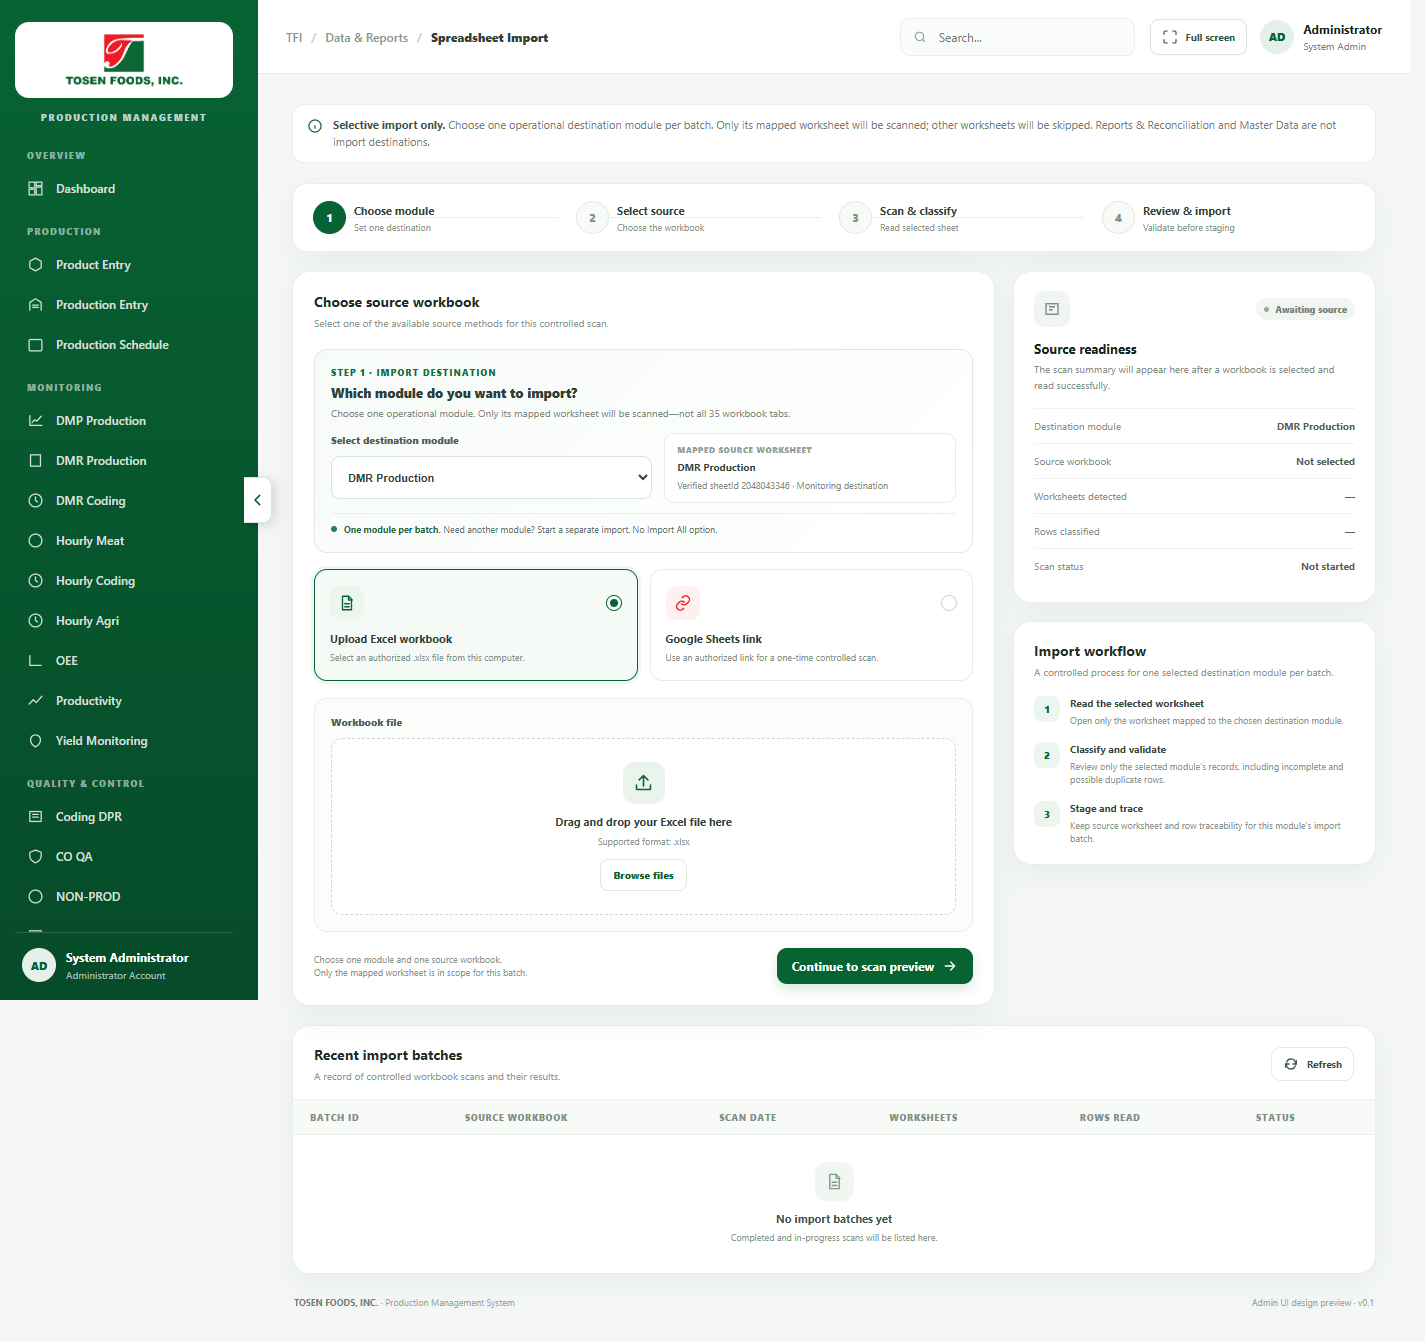 TOSEN FOODS, INC.
PRODUCTION MANAGEMENT
OVERVIEW
Dashboard
PRODUCTION
Product Entry
Production Entry
Production Schedule
MONITORING
DMP Production
DMR Production
DMR Coding
Hourly Meat
Hourly Coding
Hourly Agri
OEE
Productivity
Yield Monitoring
QUALITY & CONTROL
Coding DPR
CO QA
NON-PROD
AD
System Administrator
Administrator Account
TFI / Data & Reports / Spreadsheet Import
Search...
Full screen
AD
Administrator
System Admin
Selective import only. Choose one operational destination module per batch. Only its mapped worksheet will be scanned; other worksheets will be skipped. Reports & Reconciliation and Master Data are not
import destinations.
1
Choose module
Set one destination
2
Select source
Choose the workbook
3
Scan & classify
Read selected sheet
4
Review & import
Validate before staging
Choose source workbook
Select one of the available source methods for this controlled scan.
STEP 1 · IMPORT DESTINATION
Which module do you want to import?
Choose one operational module. Only its mapped worksheet will be scanned—not all 35 workbook tabs.
Select destination module
DMR Production
MAPPED SOURCE WORKSHEET
DMR Production
Verified sheetId 2048043346 · Monitoring destination
One module per batch. Need another module? Start a separate import. No Import All option.
Upload Excel workbook
Select an authorized .xlsx file from this computer.
Google Sheets link
Use an authorized link for a one-time controlled scan.
Workbook file
Drag and drop your Excel file here
Supported format: .xlsx
Browse files
Choose one module and one source workbook.
Only the mapped worksheet is in scope for this batch.
Continue to scan preview
Awaiting source
Source readiness
The scan summary will appear here after a workbook is selected and
read successfully.
Destination module DMR Production
Source workbook Not selected
Worksheets detected —
Rows classified —
Scan status Not started
Import workflow
A controlled process for one selected destination module per batch.
1
Read the selected worksheet
Open only the worksheet mapped to the chosen destination module.
2
Classify and validate
Review only the selected module's records, including incomplete and
possible duplicate rows.
3
Stage and trace
Keep source worksheet and row traceability for this module's import
batch.
Recent import batches
A record of controlled workbook scans and their results.
Refresh
BATCH ID SOURCE WORKBOOK SCAN DATE WORKSHEETS ROWS READ STATUS
No import batches yet
Completed and in-progress scans will be listed here.
TOSEN FOODS, INC. · Production Management System
Admin UI design preview · v0.1